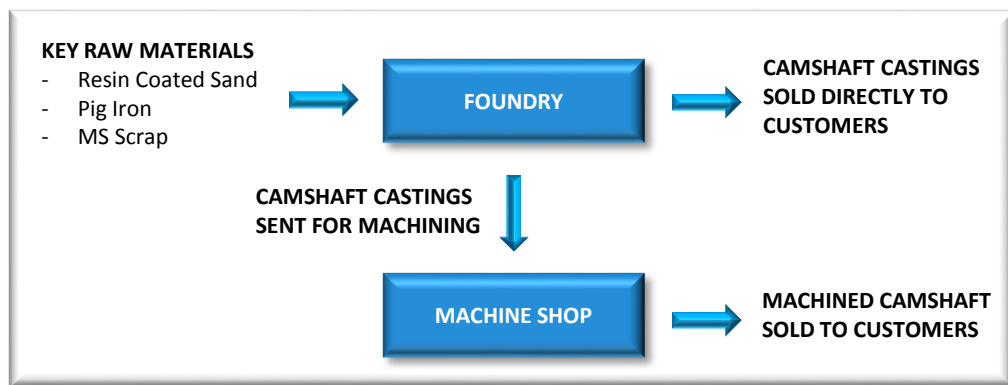 KEY RAW MATERIALS
- Resin Coated Sand
- Pig Iron
- MS Scrap
FOUNDRY
CAMSHAFT CASTINGS
SOLD DIRECTLY TO
CUSTOMERS
CAMSHAFT CASTINGS
SENT FOR MACHINING
MACHINE SHOP
MACHINED CAMSHAFT
SOLD TO CUSTOMERS